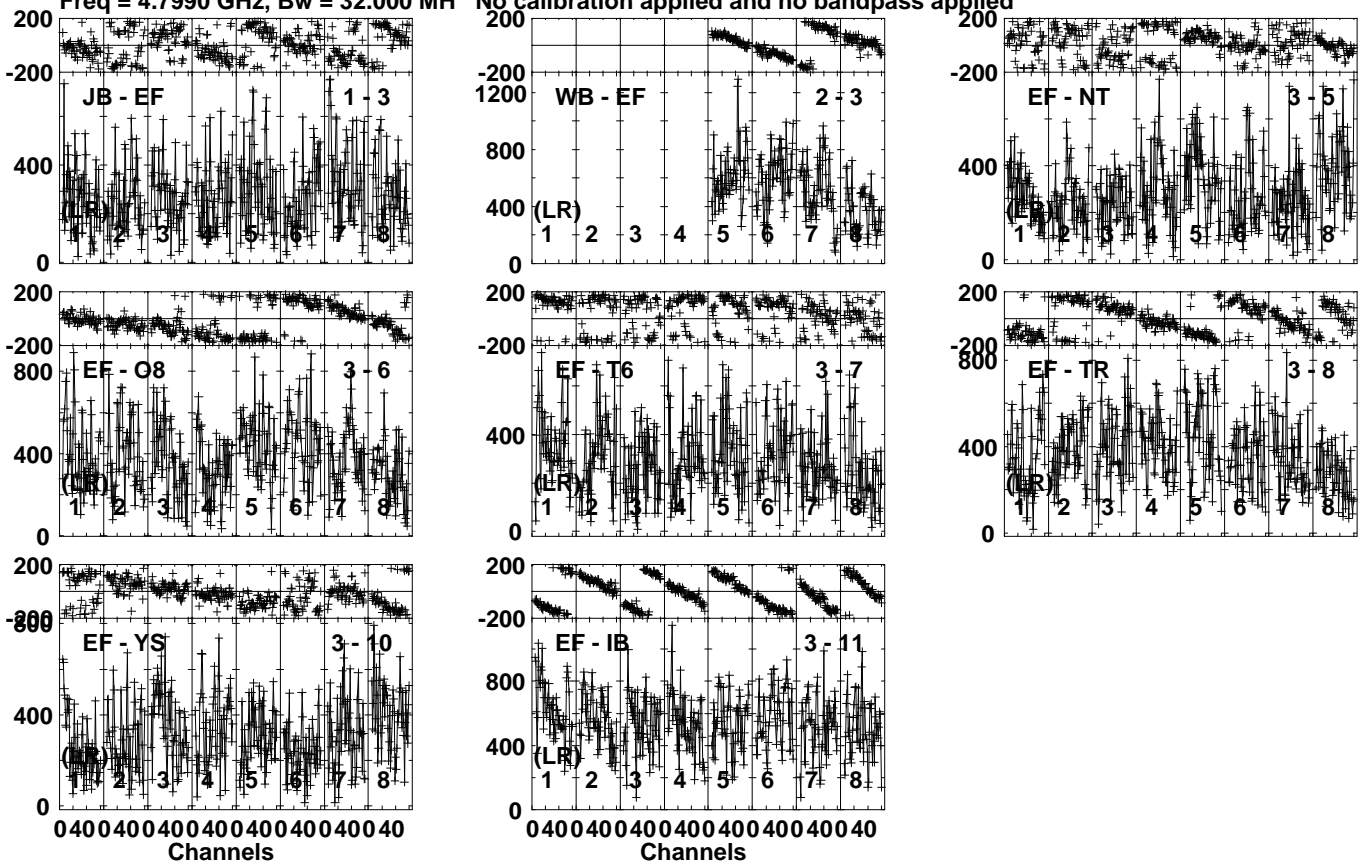 Freq = 4.7990 GHz, Bw = 32.000 MH No calibration applied and no bandpass applied
200 200 200
-200 -200 -200
JB - EF 1 - 3
1200 WB - EF 2 - 3
EF - NT 3 - 5
800
400 400 400
(LR) (LR) (LR)
1 2 3 4 5 6 7 8 1 2 3 4 5 6 7 8 1 2 3 4 5 6 7 8
0 0 0
200 200 200
-200 -200 -200
800 EF - O8 3 - 6
EF - T6 3 - 7
800 EF - TR 3 - 8
400 400 400
(LR) (LR) (LR)
1 2 3 4 5 6 7 8 1 2 3 4 5 6 7 8 1 2 3 4 5 6 7 8
0 0 0
200 200
-200 -200
800 EF - YS 3 - 10
EF - IB 3 - 11
800
400 400
(LR) (LR)
1 2 3 4 5 6 7 8 1 2 3 4 5 6 7 8
0 0
0 40 0 40 0 40 0 40 0 40 0 40 0 40 0 40 0 40 0 40 0 40 0 40 0 40 0 40 0 40 0 40
Channels Channels